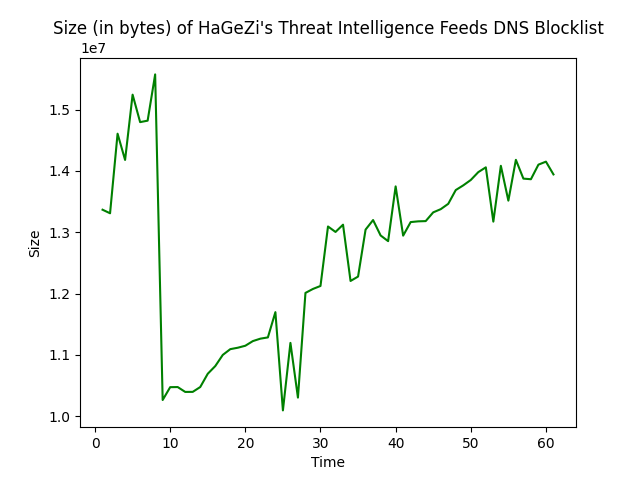 Size (in bytes) of HaGeZi's Threat Intelligence Feeds DNS Blocklist
1e7
1.5
1.4
1.3
1.2
1.1
1.0
Size
0 10 20 30 40 50 60
Time